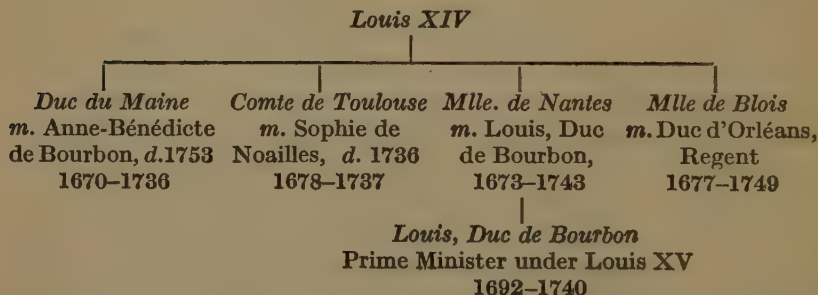 Louis XIV
Duc du Maine
m. Anne-Bénédicte
de Bourbon, d.1753
1670–1736
Comte de Toulouse
m. Sophie de
Noailles, d. 1736
1678–1737
Mlle. de Nantes
m. Louis, Duc
de Bourbon,
1673–1743
Mlle de Blois
m. Duc d'Orléans,
Regent
1677–1749
Louis, Duc de Bourbon
Prime Minister under Louis XV
1692–1740